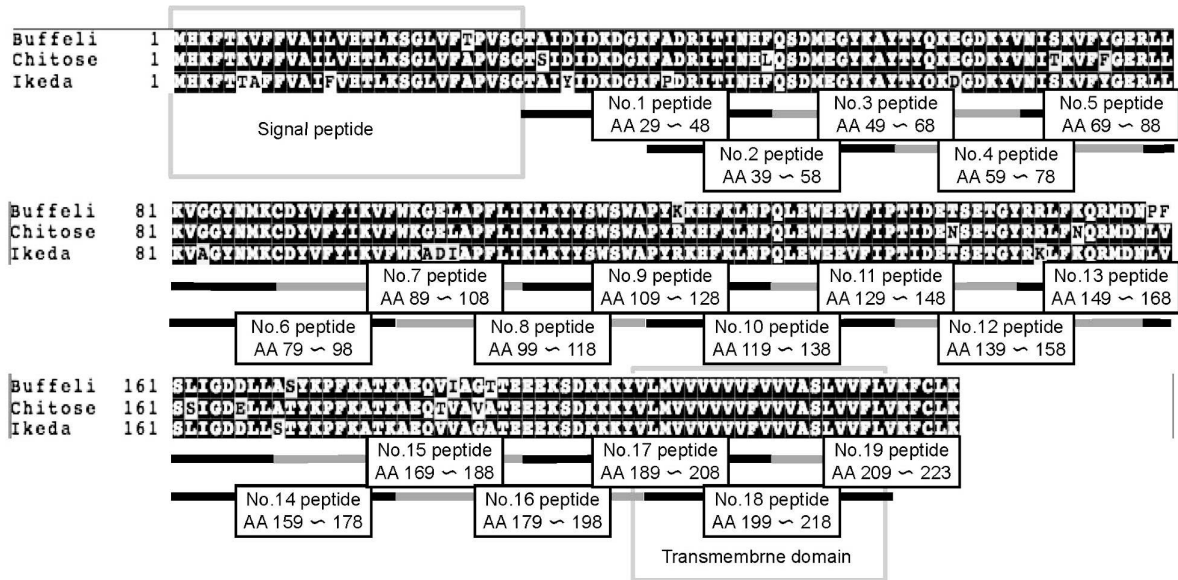 Buffeli 1 MHKFTKVFFVAILVHTLKSGLVFTPVSGTAIDIDKDGKFADRITINHFQSDMEGYKAYTYQKEGDKYVNISKVFYGERLL
Chitose 1 MHKFTKVFFVAILVHTLKSGLVFAPVSGTSIDIDKDGKFADRITINHLQSDMEGYKAYTYQKEGDKYVNITKVFFGERLL
Ikeda 1 MHKFTTAFFVAIFVHTLKSGLVFAPVSGTAIYIDKDGKFPDRITINHFQSDMEGYKAYTYQKDGDKYVNISKVFYGERLL
Signal peptide
No.1 peptide
AA 29 ∽ 48
No.3 peptide
AA 49 ∽ 68
No.5 peptide
AA 69 ∽ 88
No.2 peptide
AA 39 ∽ 58
No.4 peptide
AA 59 ∽ 78
Buffeli 81 KVGGYNMKCDYVFYIKVFWKGELAPFLIKLKYYSWSWAPYKKHFKLNPQLEWEEVFIPTIDETSETGYRRLFKQRMDNPF
Chitose 81 KVGGYNMKCDYVFYIKVFWKGELAPFLIKLKYYSWSWAPYRKHFKLNPQLEWEEVFIPTIDENSETGYRRLFNQRMDNLV
Ikeda 81 KVAGYNMKCDYVFYIKVFWKADIAPFLIKLKYYSWSWAPYRKHFKLNPQLEWEEVFIPTIDETSETGYRKLFKQRMDNLV
No.7 peptide
AA 89 ∽ 108
No.9 peptide
AA 109 ∽ 128
No.11 peptide
AA 129 ∽ 148
No.13 peptide
AA 149 ∽ 168
No.6 peptide
AA 79 ∽ 98
No.8 peptide
AA 99 ∽ 118
No.10 peptide
AA 119 ∽ 138
No.12 peptide
AA 139 ∽ 158
Buffeli 161 SLIGDDLLASYKPFKATKAEQVIAGTTEEEKSDKKKYVLMVVVVVVFVVVASLVVFLVKFCLK
Chitose 161 SSIGDELLATYKPFKATKAEQTVAVATEEEKSDKKKYVLMVVVVVVFVVVASLVVFLVKFCLK
Ikeda 161 SLIGDDLLSTYKPFKATKAEQVVAGATEEEKSDKKKYVLMVVVVVVFVVVASLVVFLVKFCLK
No.15 peptide
AA 169 ∽ 188
No.17 peptide
AA 189 ∽ 208
No.19 peptide
AA 209 ∽ 223
No.14 peptide
AA 159 ∽ 178
No.16 peptide
AA 179 ∽ 198
No.18 peptide
AA 199 ∽ 218
Transmembrne domain